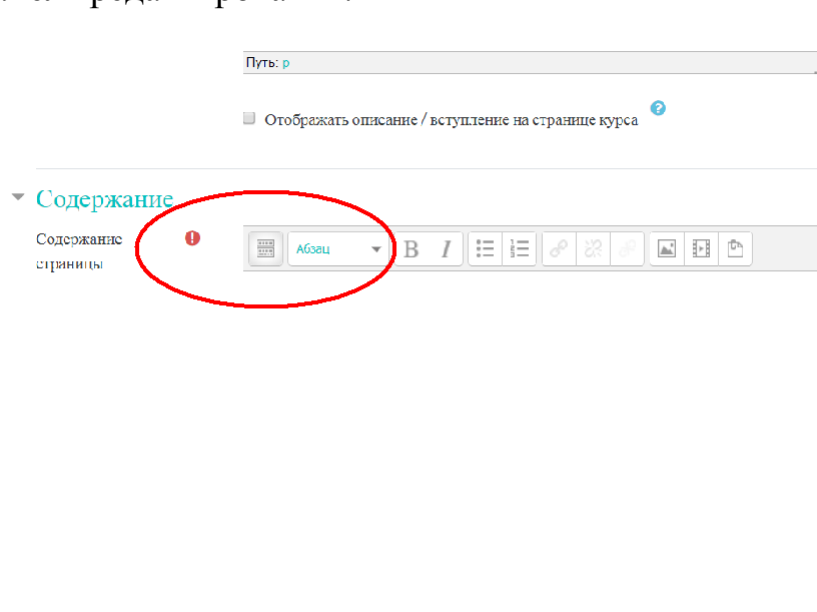 Путь: p
Отображать описание / вступление на странице курса
Содержание
Содержание
страницы
Абзац
B I